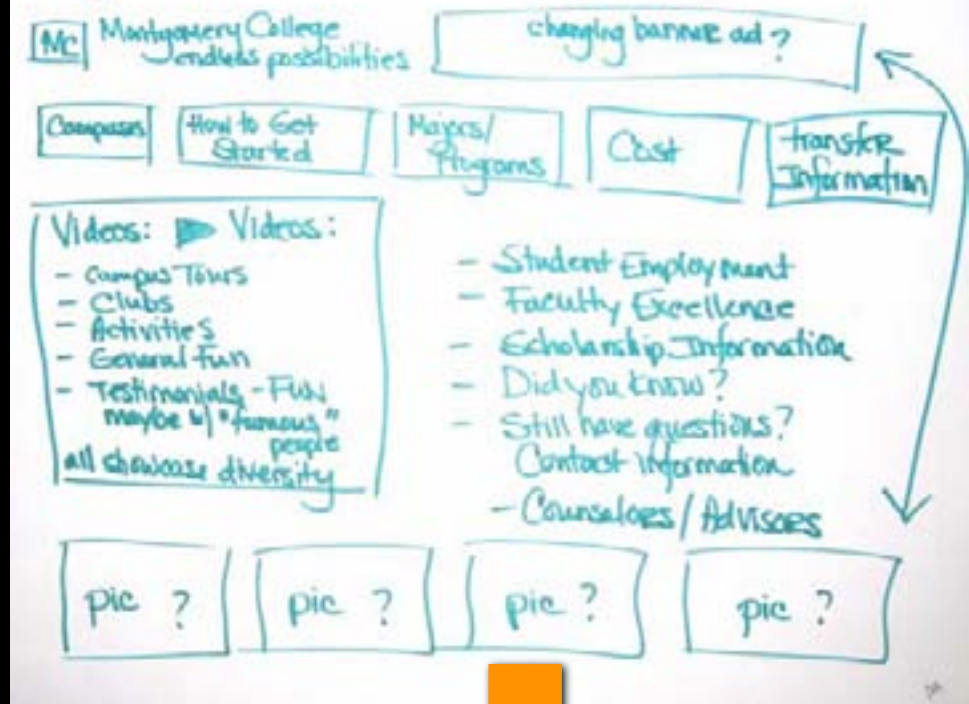 MC Montgomery College
endless possibilities
changing banner ad ?
Campuses
How to Get
Started
Majors/
Programs
Cost
transfer
Information
Videos: Videos:
- Campus Tours
- Clubs
- Activities
- General fun
- Testimonials - FUN
maybe w/ "famous"
people
all showcase diversity
- Student Employment
- Faculty Excellence
- Scholarship Information
- Did you know?
- Still have questions?
Contact information
- Counselors / Advisors
pic ?
pic ?
pic ?
pic ?